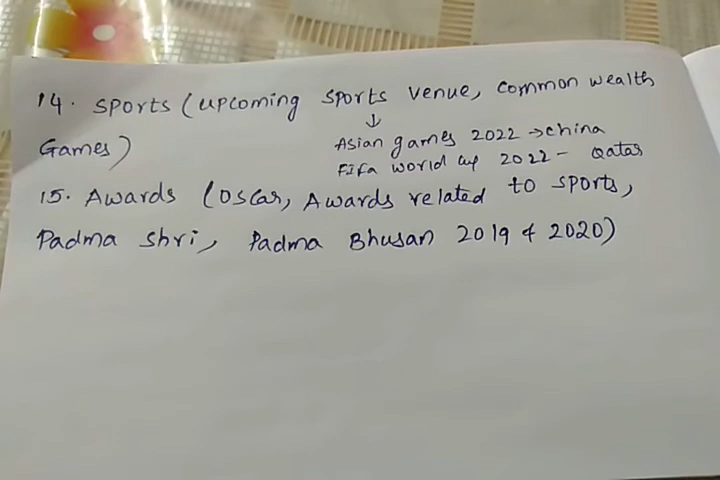 14. Sports (upcoming sports venue, common wealth
Games)
↓
Asian games 2022 → china
Fifa world cup 2022 - Qatar
15. Awards (Oscar, Awards related to sports,
Padma shri, Padma Bhusan 2019 & 2020)